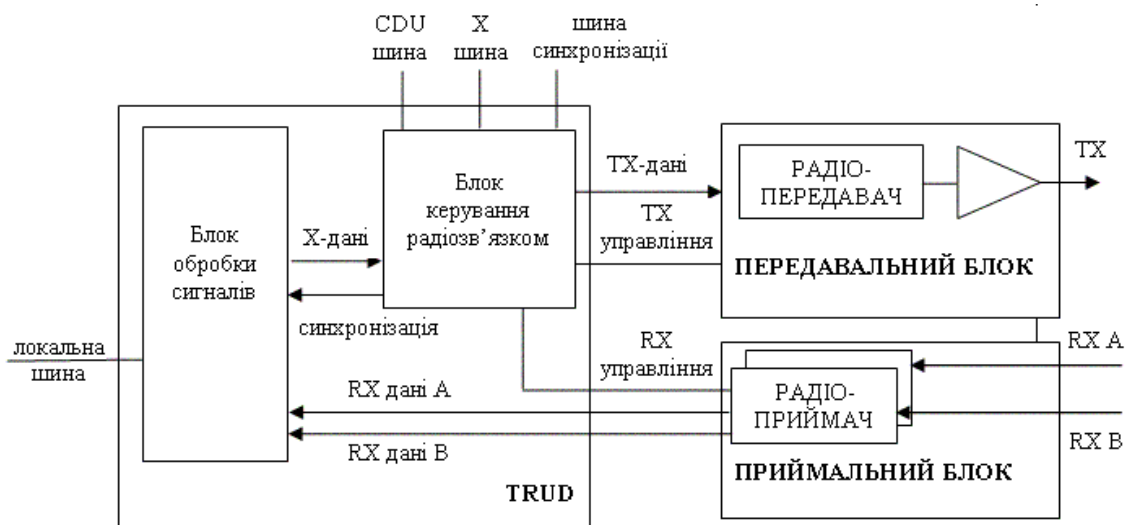 CDU
шина
X
шина
шина
синхронізації
Блок
обробки
сигналів
X-дані
синхронізація
Блок
керування
радіозв’язком
TX-дані
TX
управління
РАДІО-
ПЕРЕДАВАЧ
TX
ПЕРЕДАВАЛЬНИЙ БЛОК
локальна
шина
RX
управління
RX дані A
RX дані B
TRUD
РАДІО-
ПРИЙМАЧ
RX A
RX B
ПРИЙМАЛЬНИЙ БЛОК